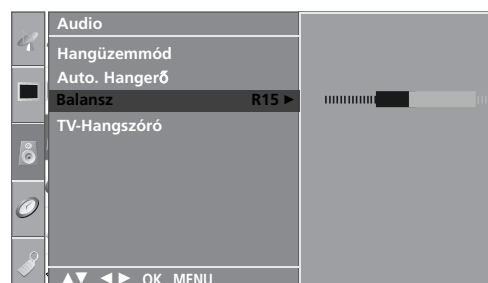 Audio
Hangüzemmód
Auto. Hangerő
Balansz R15 ►
TV-Hangszóró
▲▼ ◄► OK MENU